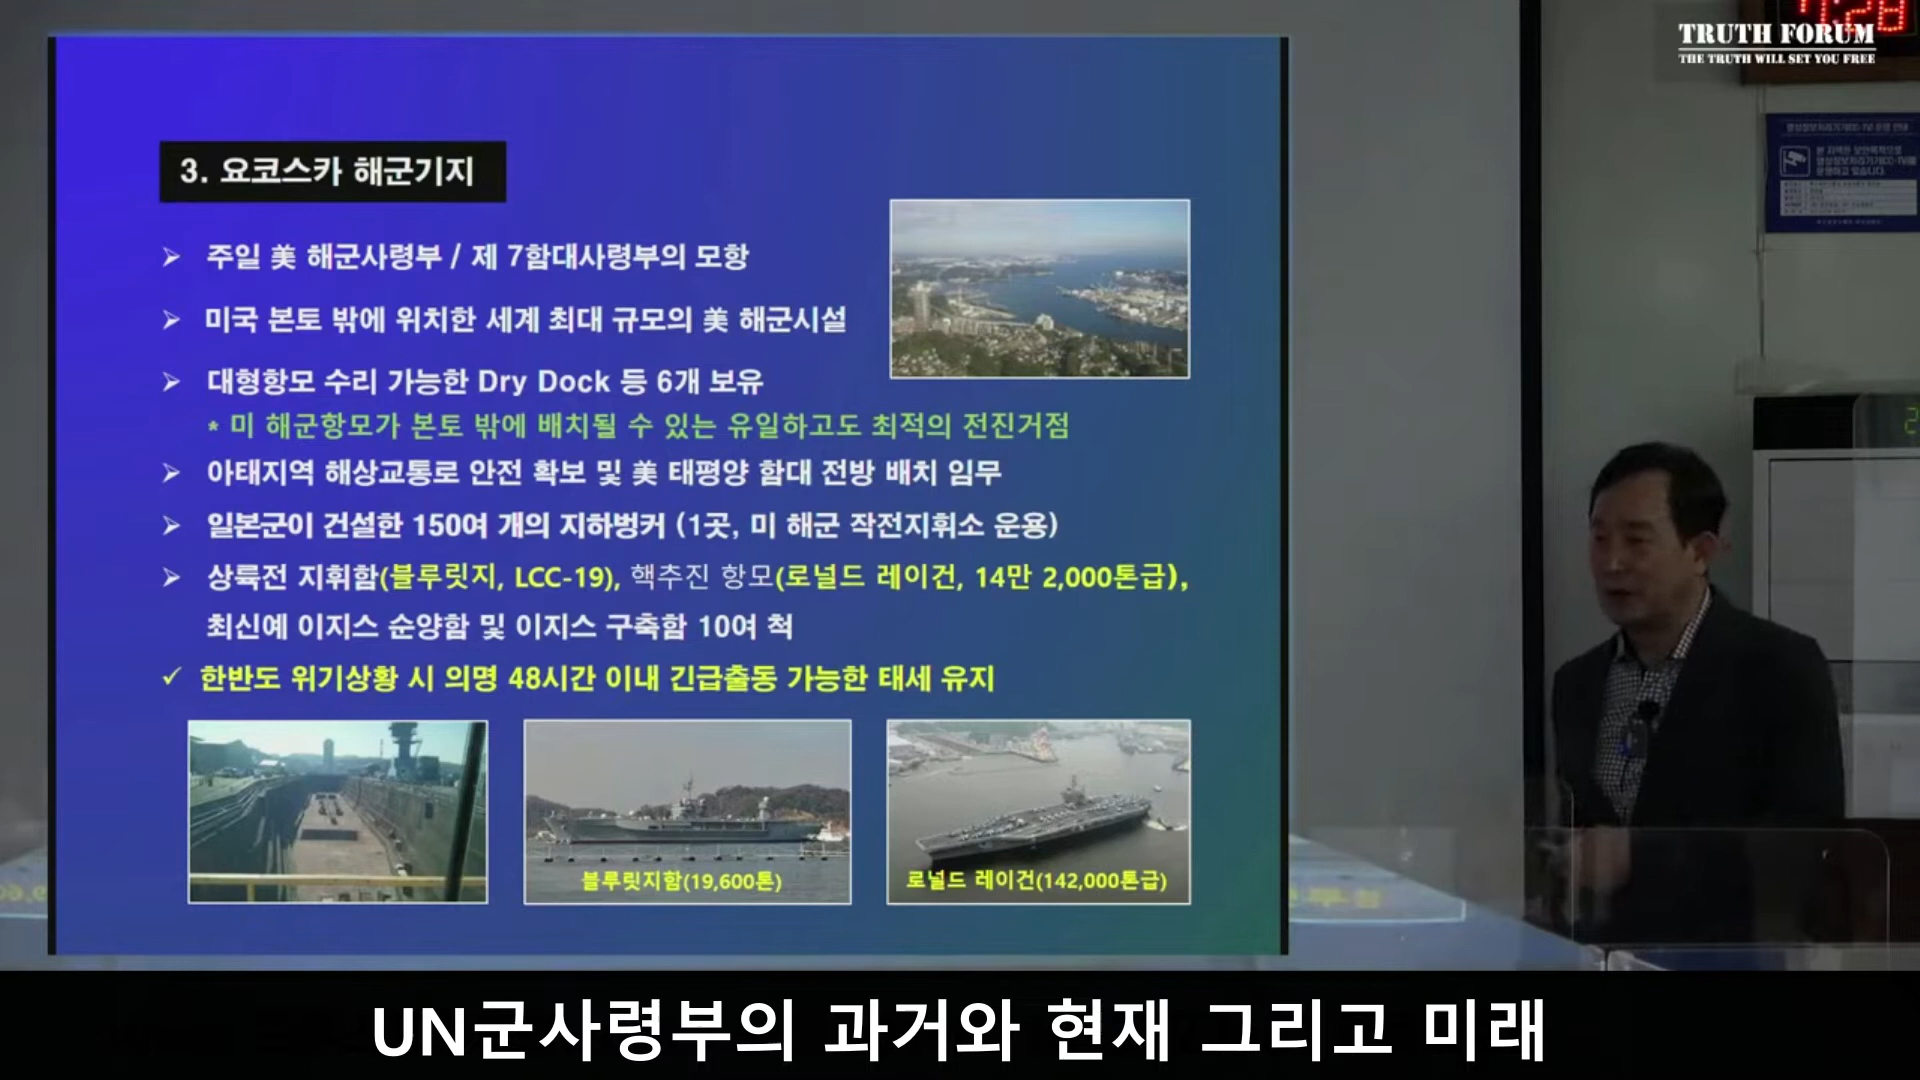 7:28
TRUTH FORUM
THE TRUTH WILL SET YOU FREE
3. 요코스카 해군기지
➢ 주일 美 해군사령부 / 제 7함대사령부의 모항
➢ 미국 본토 밖에 위치한 세계 최대 규모의 美 해군시설
➢ 대형항모 수리 가능한 Dry Dock 등 6개 보유
* 미 해군항모가 본토 밖에 배치될 수 있는 유일하고도 최적의 전진거점
➢ 아태지역 해상교통로 안전 확보 및 美 태평양 함대 전방 배치 임무
➢ 일본군이 건설한 150여 개의 지하벙커 (1곳, 미 해군 작전지휘소 운용)
➢ 상륙전 지휘함(블루릿지, LCC-19), 핵추진 항모(로널드 레이건, 14만 2,000톤급),
최신예 이지스 순양함 및 이지스 구축함 10여 척
✓ 한반도 위기상황 시 의명 48시간 이내 긴급출동 가능한 태세 유지
블루릿지함(19,600톤)
로널드 레이건(142,000톤급)
UN군사령부의 과거와 현재 그리고 미래